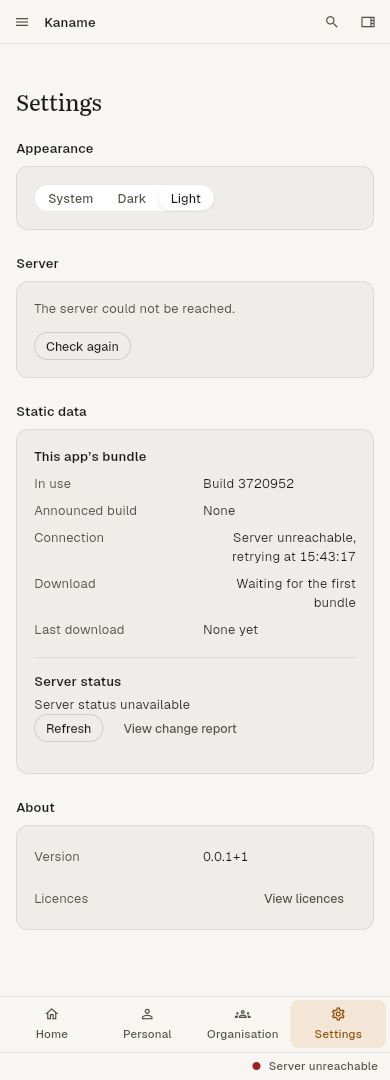 Kaname
Settings
Appearance
System Dark Light
Server
The server could not be reached.
Check again
Static data
This app's bundle
In use Build 3720952
Announced build None
Connection Server unreachable,
retrying at 15:43:17
Download Waiting for the first
bundle
Last download None yet
Server status
Server status unavailable
Refresh View change report
About
Version 0.0.1+1
Licences View licences
Home Personal Organisation Settings
Server unreachable